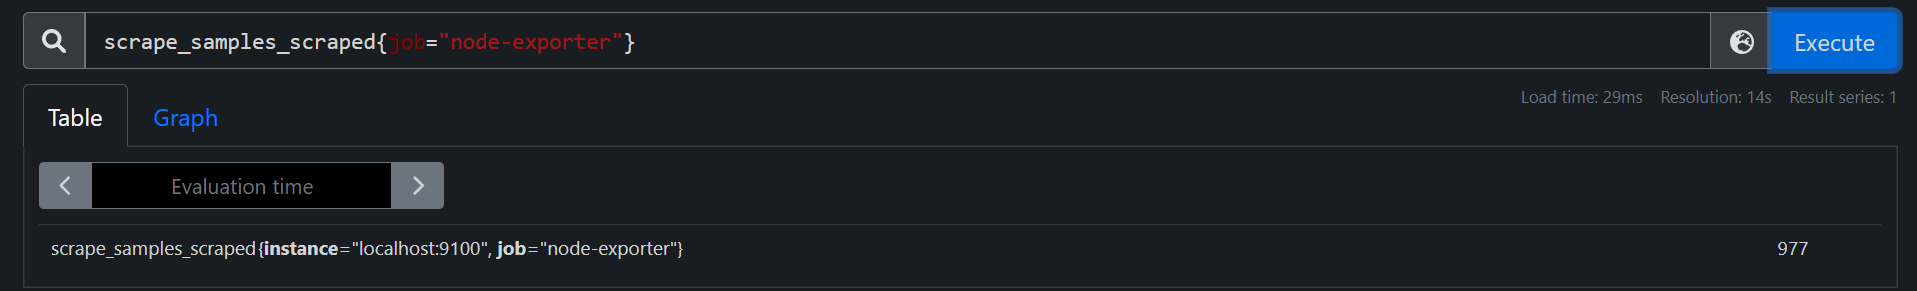 scrape_samples_scraped{job="node-exporter"}
Execute
Load time: 29ms Resolution: 14s Result series: 1
Table Graph
Evaluation time
scrape_samples_scraped{instance="localhost:9100", job="node-exporter"} 977